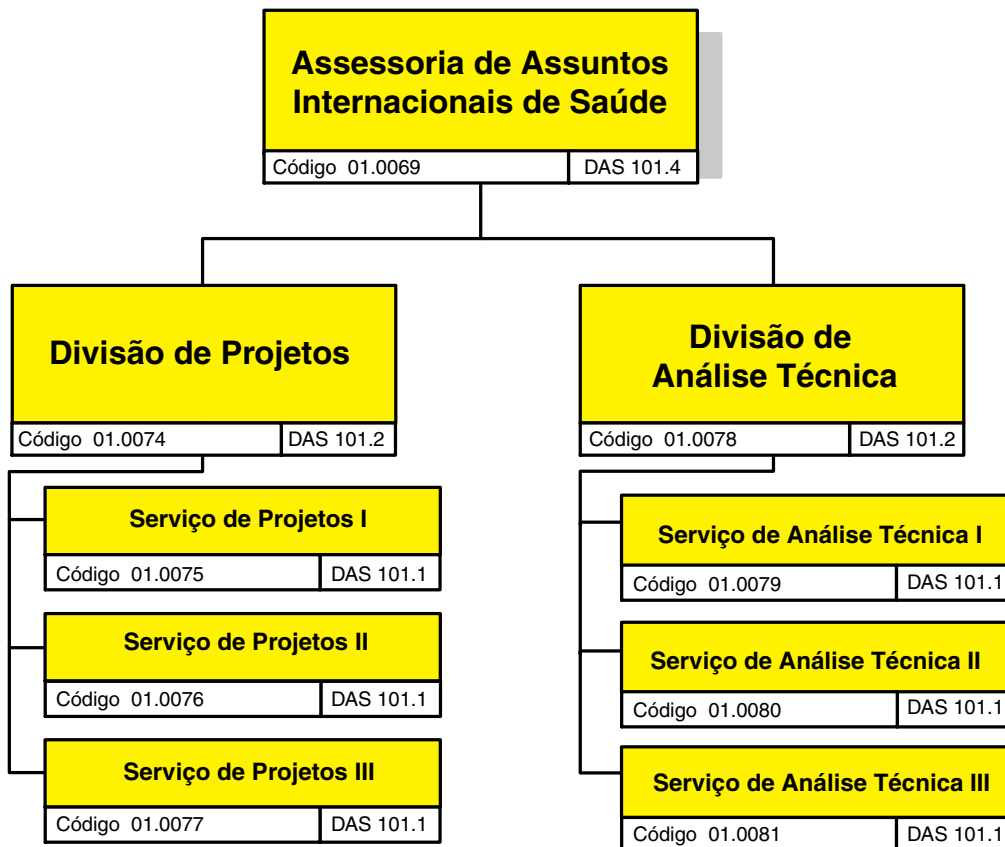 Assessoria de Assuntos
Internacionais de Saúde
Código 01.0069 DAS 101.4
Divisão de Projetos
Código 01.0074 DAS 101.2
Serviço de Projetos I
Código 01.0075 DAS 101.1
Serviço de Projetos II
Código 01.0076 DAS 101.1
Serviço de Projetos III
Código 01.0077 DAS 101.1
Divisão de
Análise Técnica
Código 01.0078 DAS 101.2
Serviço de Análise Técnica I
Código 01.0079 DAS 101.1
Serviço de Análise Técnica II
Código 01.0080 DAS 101.1
Serviço de Análise Técnica III
Código 01.0081 DAS 101.1